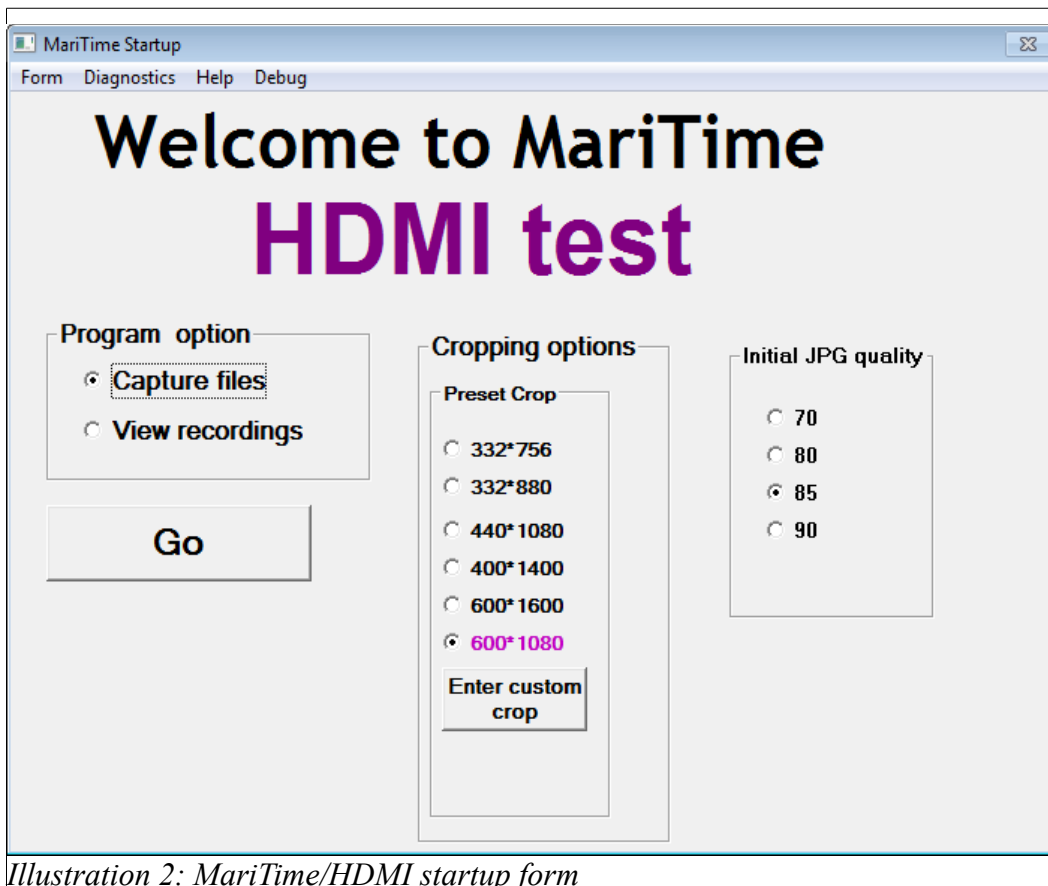 MariTime Startup
Form Diagnostics Help Debug
Welcome to MariTime
HDMI test
Program option
Capture files
View recordings
Go
Cropping options
Preset Crop
332*756
332*880
440*1080
400*1400
600*1600
600*1080
Enter custom
crop
Initial JPG quality
70
80
85
90
Illustration 2: MariTime/HDMI startup form